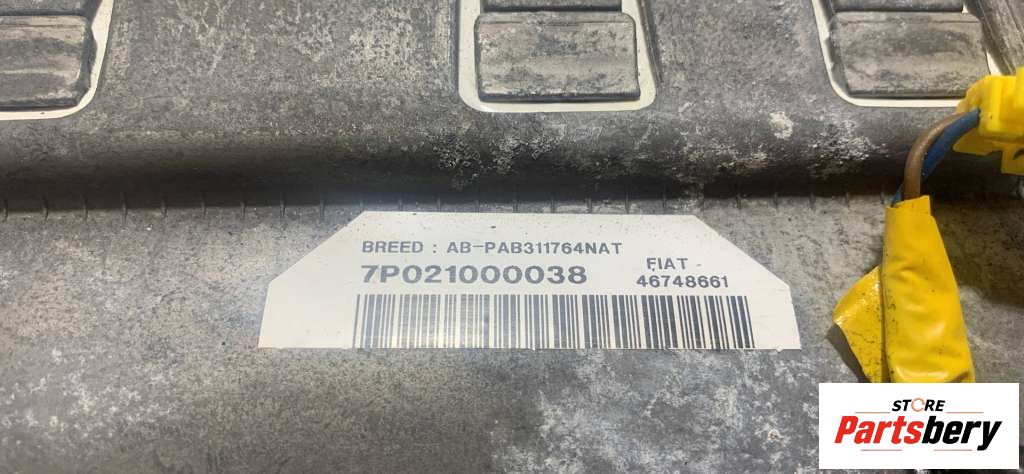 BREED : AB-PAB311764NAT
7P021000038
FIAT
46748661
STORE
Partsbery